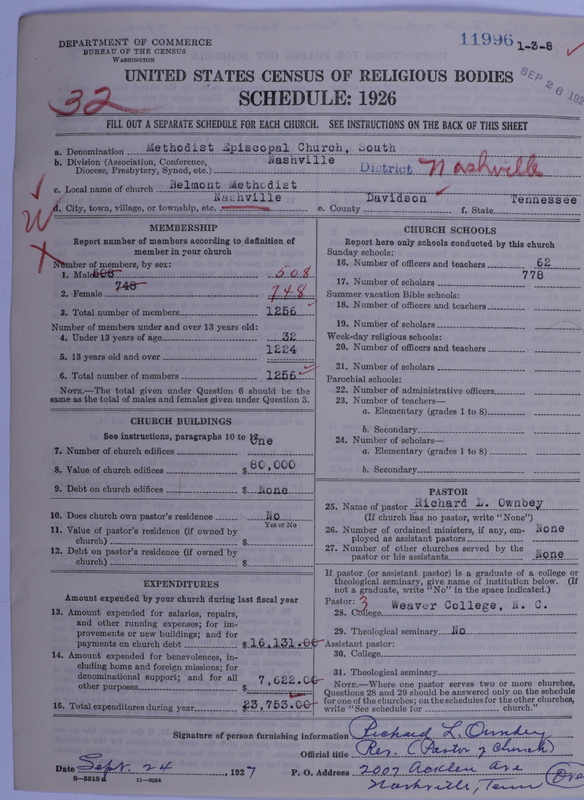 DEPARTMENT OF COMMERCE
BUREAU OF THE CENSUS
WASHINGTON
11996 1-3-8
SEP 26 192
UNITED STATES CENSUS OF RELIGIOUS BODIES
SCHEDULE: 1926
32
FILL OUT A SEPARATE SCHEDULE FOR EACH CHURCH. SEE INSTRUCTIONS ON THE BACK OF THIS SHEET
a. Denomination Methodist Episcopal Church, South
b. Division (Association, Conference, Diocese, Presbytery, Synod, etc.) Nashville District Nashville
c. Local name of church Belmont Methodist
d. City, town, village, or township, etc. Nashville e. County Davidson f. State Tennessee
W
X
MEMBERSHIP
Report number of members according to definition of
member in your church
Number of members, by sex:
1. Male 508 508
2. Female 748 748
3. Total number of members 1256
Number of members under and over 13 years old:
4. Under 13 years of age 32
5. 13 years old and over 1224
6. Total number of members 1256
NOTE.—The total given under Question 6 should be
same as the total of males and females given under Question 3.
CHURCH BUILDINGS
See instructions, paragraphs 10 to 12
7. Number of church edifices One
8. Value of church edifices $80,000
9. Debt on church edifices $ None
10. Does church own pastor's residence No
Yes or No
11. Value of pastor's residence (if owned by
church) $
12. Debt on pastor's residence (if owned by
church) $
EXPENDITURES
Amount expended by your church during last fiscal year
13. Amount expended for salaries, repairs,
and other running expenses; for im-
provements or new buildings; and for
payments on church debt $16,131.00
14. Amount expended for benevolences, in-
cluding home and foreign missions; for
denominational support; and for all
other purposes $ 7,622.00
15. Total expenditures during year $23,753.00
CHURCH SCHOOLS
Report here only schools conducted by this church
Sunday schools:
16. Number of officers and teachers 62
17. Number of scholars 778
Summer vacation Bible schools:
18. Number of officers and teachers
19. Number of scholars
Week-day religious schools:
20. Number of officers and teachers
21. Number of scholars
Parochial schools:
22. Number of administrative officers
23. Number of teachers—
a. Elementary (grades 1 to 8)
b. Secondary
24. Number of scholars—
a. Elementary (grades 1 to 8)
b. Secondary
PASTOR
25. Name of pastor Richard L. Ownbey
(If church has no pastor, write "None")
26. Number of ordained ministers, if any, em-
ployed as assistant pastors None
27. Number of other churches served by the
pastor or his assistants None
If pastor (or assistant pastor) is a graduate of a college or
theological seminary, give name of institution below. (If
not a graduate, write "No" in the space indicated.)
Pastor: 3
28. College Weaver College, N. C.
29. Theological seminary No
Assistant pastor:
30. College
31. Theological seminary
NOTE.—Where one pastor serves two or more churches,
Questions 28 and 29 should be answered only on the schedule
for one of the churches; on the schedules for the other churches,
write "See schedule for church."
Signature of person furnishing information Richard L. Ownbey
Official title Rev. (Pastor of Church)
Date Sept. 24, 1927 P. O. Address 2007 Acklen Ave
8-5518a 11-9054 Nashville, Tenn (Over